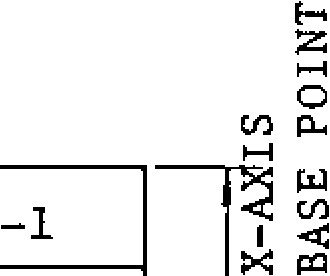 -1
X-AXIS
BASE POINT